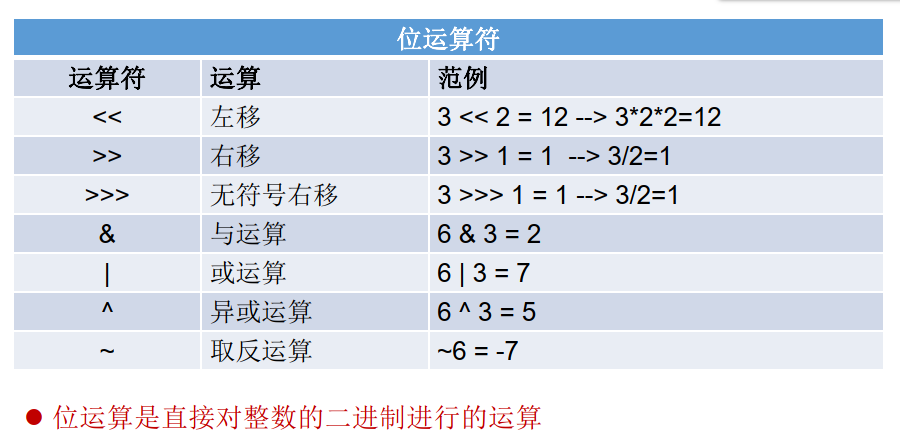 位运算符
运算符 运算 范例
<< 左移 3 << 2 = 12 --> 3*2*2=12
>> 右移 3 >> 1 = 1 --> 3/2=1
>>> 无符号右移 3 >>> 1 = 1 --> 3/2=1
& 与运算 6 & 3 = 2
| 或运算 6 | 3 = 7
^ 异或运算 6 ^ 3 = 5
~ 取反运算 ~6 = -7
● 位运算是直接对整数的二进制进行的运算